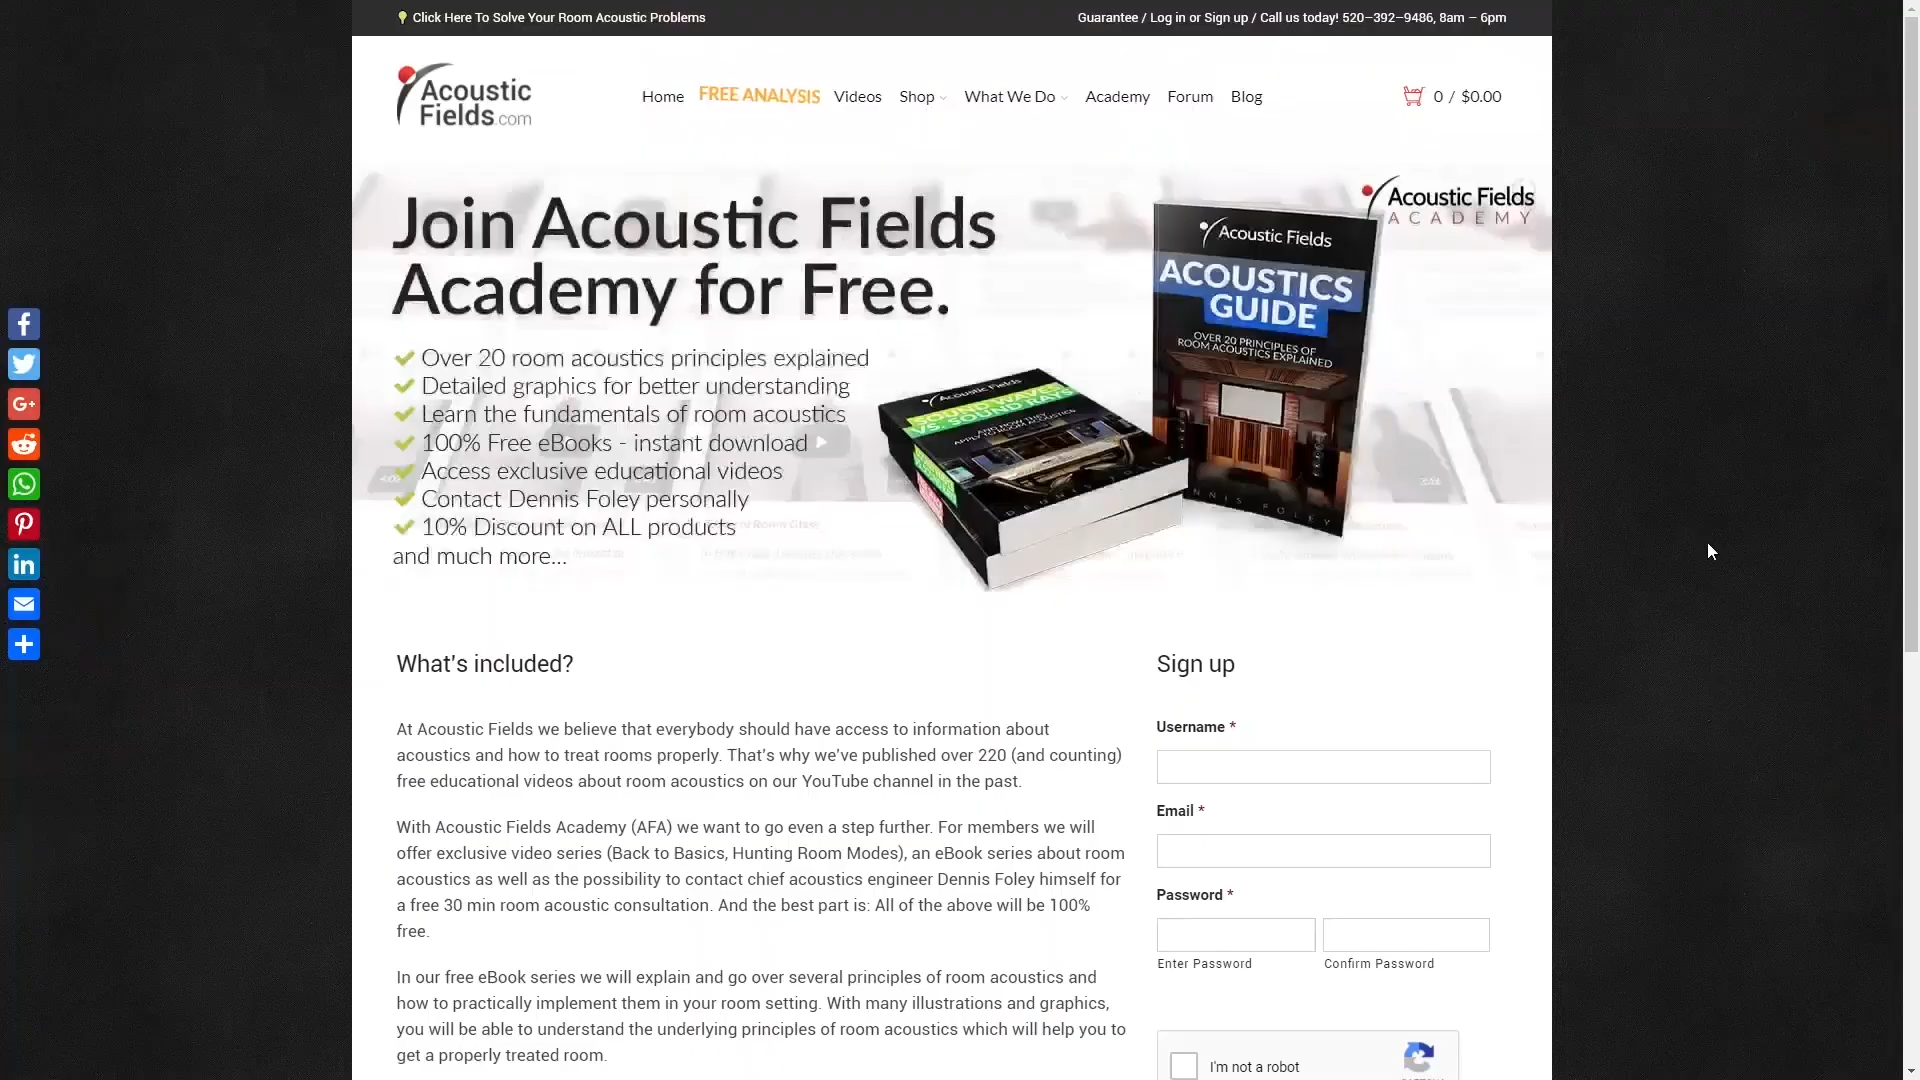 Click Here To Solve Your Room Acoustic Problems
Guarantee / Log in or Sign up / Call us today! 520–392–9486, 8am – 6pm
Acoustic
Fields.com
Home
FREE ANALYSIS
Videos
Shop
What We Do
Academy
Forum
Blog
0 / $0.00
Join Acoustic Fields
Academy for Free.
Over 20 room acoustics principles explained
Detailed graphics for better understanding
Learn the fundamentals of room acoustics
100% Free eBooks - instant download
Access exclusive educational videos
Contact Dennis Foley personally
10% Discount on ALL products
and much more...
Acoustic Fields
ACADEMY
Acoustic Fields
ACOUSTICS
GUIDE
OVER 20 PRINCIPLES OF
ROOM ACOUSTICS EXPLAINED
Acoustic Fields
SOUND WAVES
VS. SOUND RAYS
AND HOW THEY
APPLY TO ROOM ACOUSTICS
What's included?
At Acoustic Fields we believe that everybody should have access to information about
acoustics and how to treat rooms properly. That's why we've published over 220 (and counting)
free educational videos about room acoustics on our YouTube channel in the past.
With Acoustic Fields Academy (AFA) we want to go even a step further. For members we will
offer exclusive video series (Back to Basics, Hunting Room Modes), an eBook series about room
acoustics as well as the possibility to contact chief acoustics engineer Dennis Foley himself for
a free 30 min room acoustic consultation. And the best part is: All of the above will be 100%
free.
In our free eBook series we will explain and go over several principles of room acoustics and
how to practically implement them in your room setting. With many illustrations and graphics,
you will be able to understand the underlying principles of room acoustics which will help you to
get a properly treated room.
Sign up
Username *
Email *
Password *
Enter Password
Confirm Password
I'm not a robot